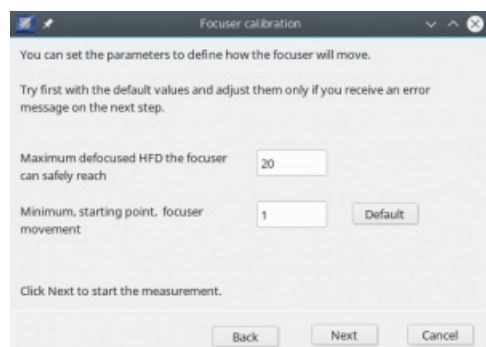 Focuser calibration
You can set the parameters to define how the focuser will move.
Try first with the default values and adjust them only if you receive an error
message on the next step.
Maximum defocused HFD the focuser
can safely reach
20
Minimum, starting point, focuser
movement
1
Default
Click Next to start the measurement.
Back
Next
Cancel